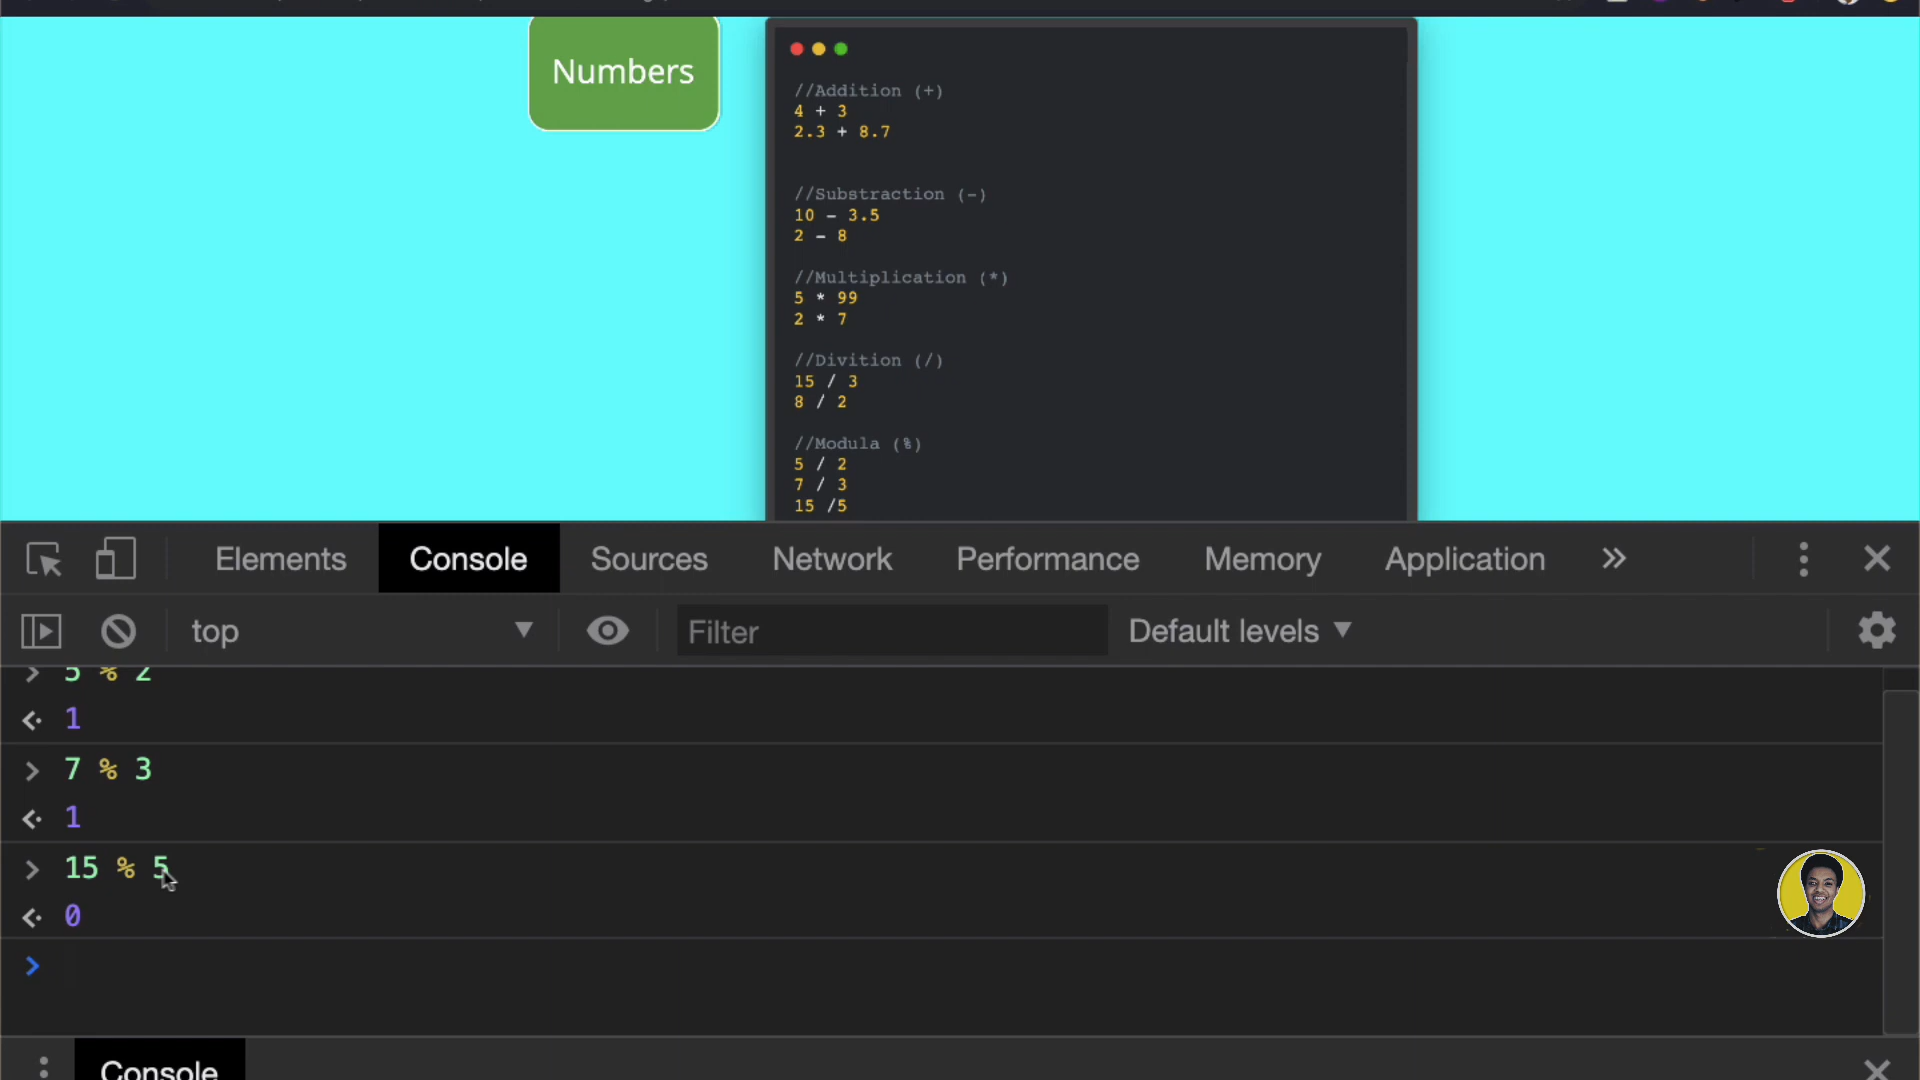 Numbers
//Addition (+)
4 + 3
2.3 + 8.7
//Substraction (-)
10 - 3.5
2 - 8
//Multiplication (*)
5 * 99
2 * 7
//Divition (/)
15 / 3
8 / 2
//Modula (%)
5 / 2
7 / 3
15 /5
Elements Console Sources Network Performance Memory Application »
top ▼ Filter Default levels ▼
> 5 % 2
1
> 7 % 3
1
> 15 % 5
0
>
Console